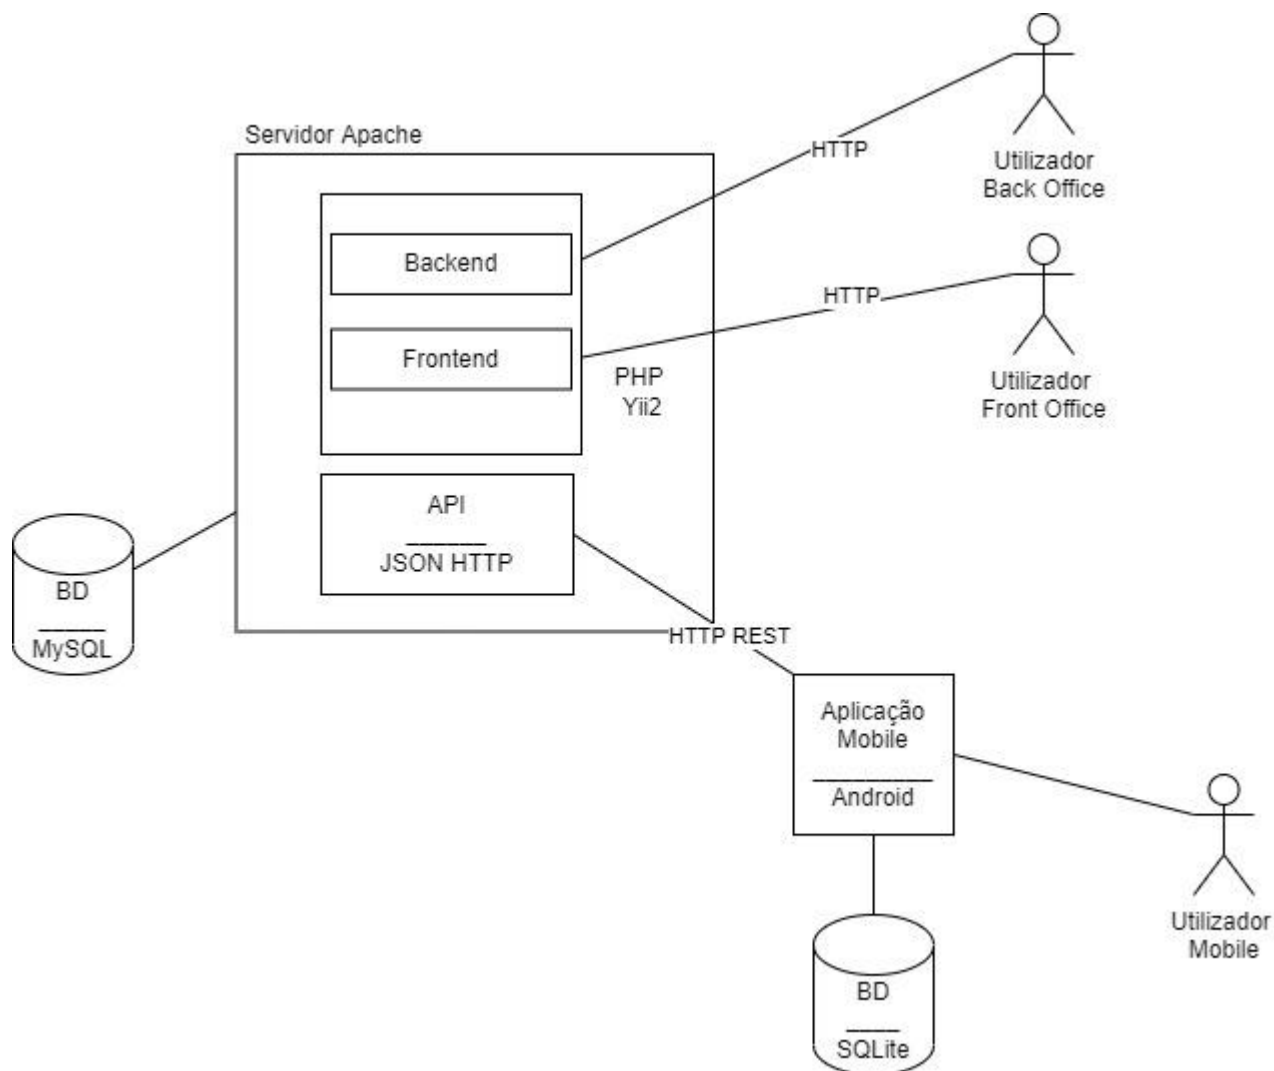 Servidor Apache
HTTP
Utilizador
Back Office
Backend
HTTP
Frontend
PHP
Yii2
Utilizador
Front Office
API
JSON HTTP
BD
MySQL
HTTP REST
Aplicação
Mobile
Android
Utilizador
Mobile
BD
SQLite